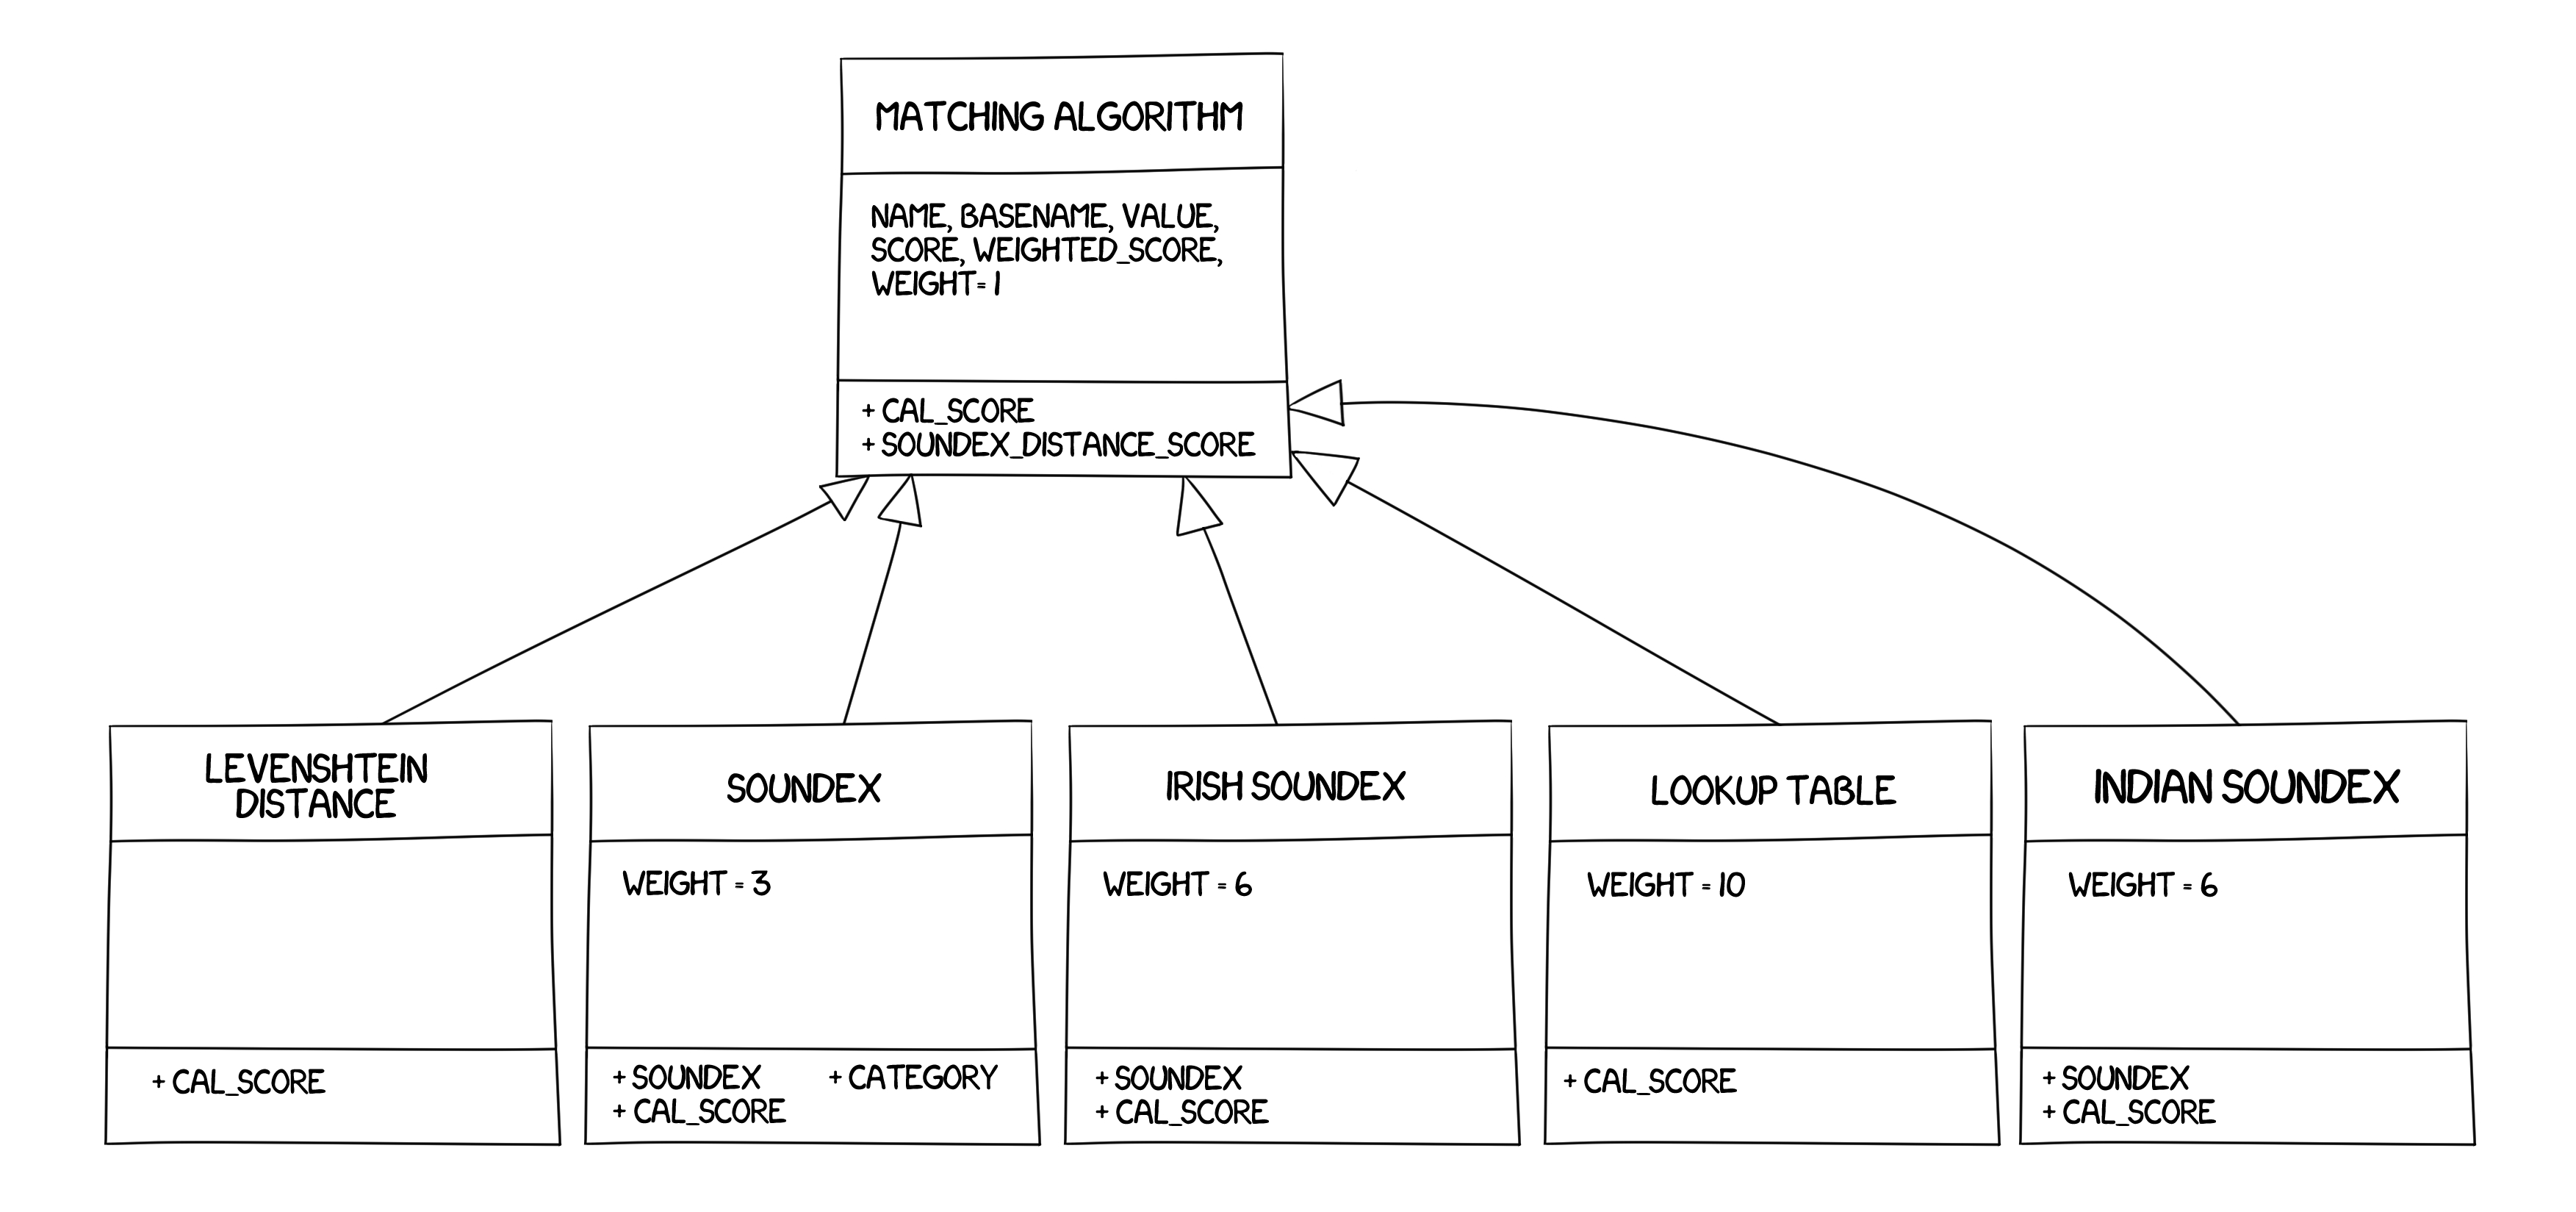 MATCHING ALGORITHM
NAME, BASENAME, VALUE,
SCORE, WEIGHTED_SCORE,
WEIGHT= 1
+ CAL_SCORE
+ SOUNDEX_DISTANCE_SCORE
LEVENSHTEIN
DISTANCE
+ CAL_SCORE
SOUNDEX
WEIGHT = 3
+ SOUNDEX + CATEGORY
+ CAL_SCORE
IRISH SOUNDEX
WEIGHT = 6
+ SOUNDEX
+ CAL_SCORE
LOOKUP TABLE
WEIGHT = 10
+ CAL_SCORE
INDIAN SOUNDEX
WEIGHT = 6
+ SOUNDEX
+ CAL_SCORE